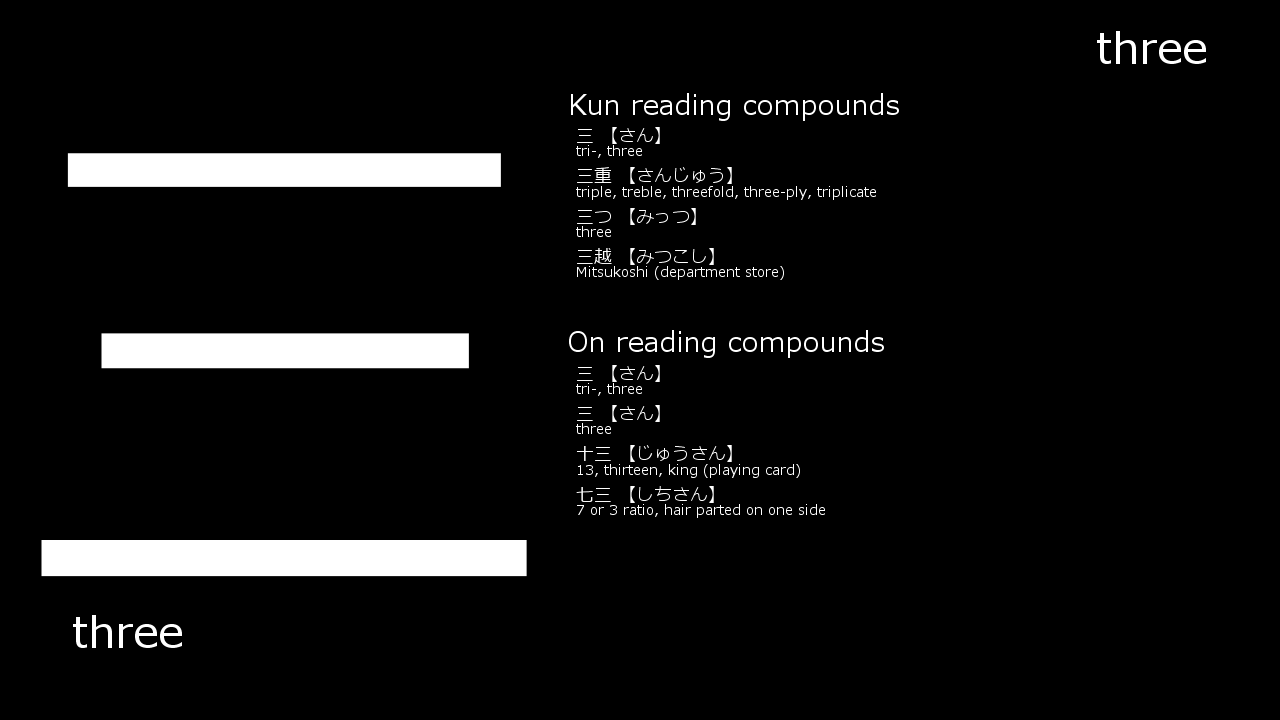 three
三
Kun reading compounds
三 【さん】
tri-, three
三重 【さんじゅう】
triple, treble, threefold, three-ply, triplicate
三つ 【みっつ】
three
三越 【みつこし】
Mitsukoshi (department store)
On reading compounds
三 【さん】
tri-, three
三 【さん】
three
十三 【じゅうさん】
13, thirteen, king (playing card)
七三 【しちさん】
7 or 3 ratio, hair parted on one side
three